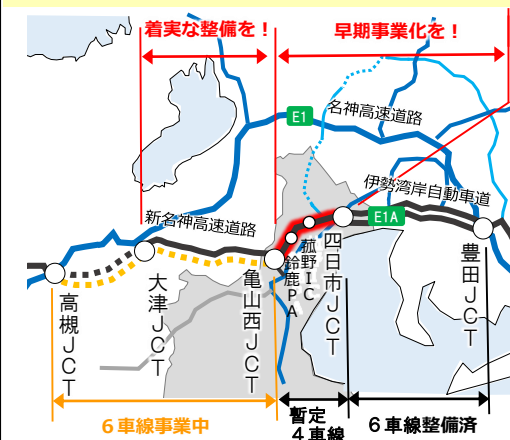 着実な整備を！
早期事業化を！
E1
名神高速道路
伊勢湾岸自動車道
E1A
新名神高速道路
高槻ＪＣＴ
大津ＪＣＴ
亀山西ＪＣＴ
鈴鹿ＰＡ
菰野ＩＣ
四日市ＪＣＴ
豊田ＪＣＴ
６車線事業中
暫定
４車線
６車線整備済